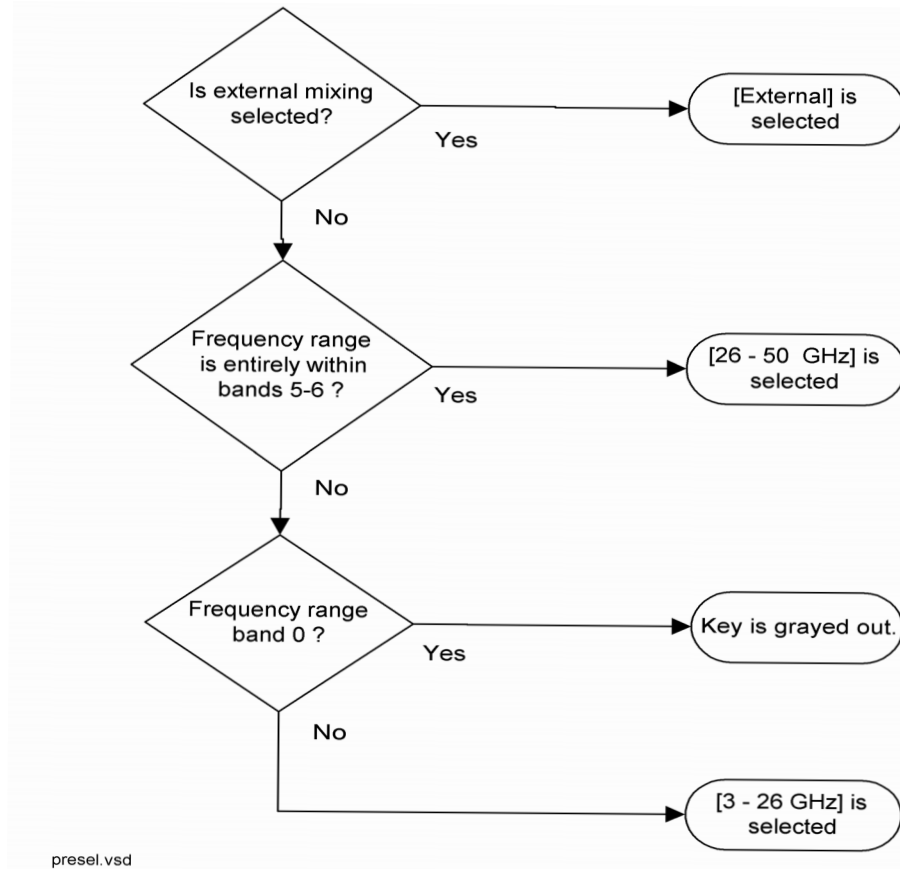 Is external mixing
selected?
[External] is
selected
Yes
No
Frequency range
is entirely within
bands 5-6 ?
[26 - 50  GHz] is
selected
Yes
No
Frequency range
band 0 ?
Key is grayed out.
Yes
No
[3 - 26 GHz] is
selected
presel.vsd